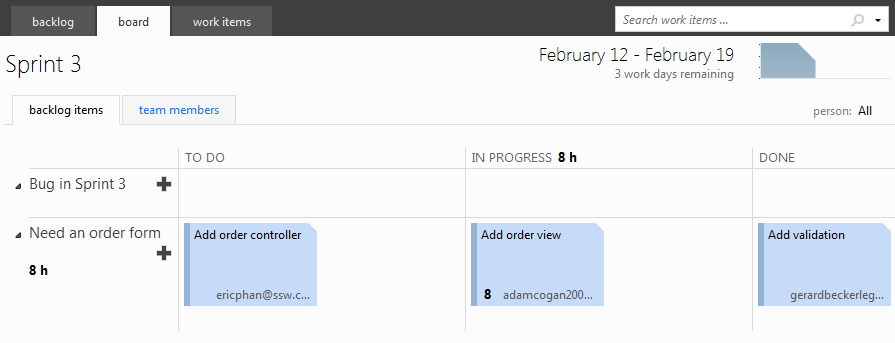 backlog board work items
Search work items ...
Sprint 3
February 12 - February 19
3 work days remaining
backlog items team members
person: All
TO DO IN PROGRESS 8 h DONE
Bug in Sprint 3
Need an order form
8 h
Add order controller
ericphan@ssw.c...
Add order view
8 adamcogan200...
Add validation
gerardbeckerleg...